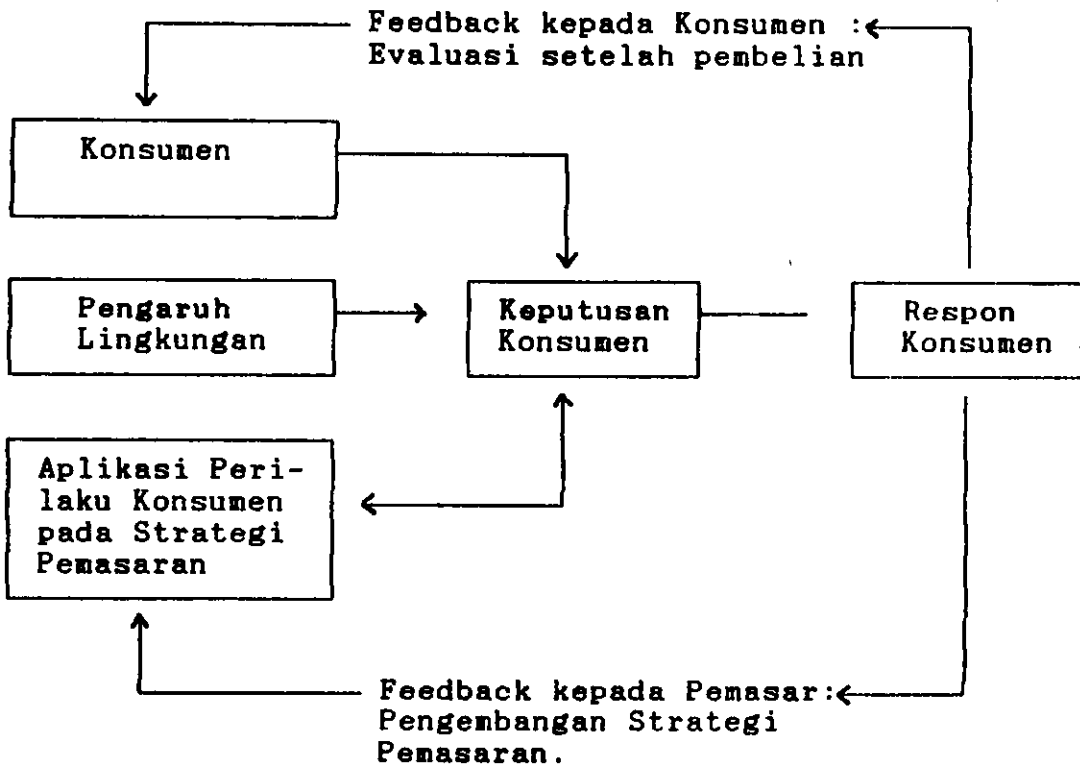 Feedback kepada Konsumen :
Evaluasi setelah pembelian
Konsumen
Pengaruh
Lingkungan
Keputusan
Konsumen
Respon
Konsumen
Aplikasi Peri-
laku Konsumen
pada Strategi
Pemasaran
Feedback kepada Pemasar:
Pengembangan Strategi
Pemasaran.